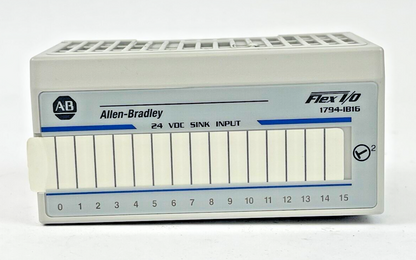 AB
Allen-Bradley
Flex I/O
1794-IB16
24 VDC SINK INPUT
2
0 1 2 3 4 5 6 7 8 9 10 11 12 13 14 15